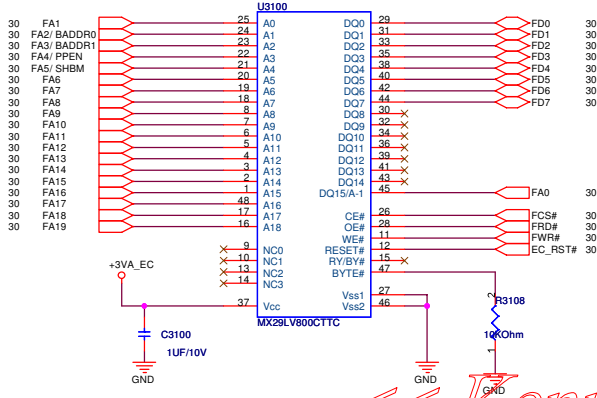 U3100
30 FA1 25 A0 DQ0 29 FD0 30
30 FA2/ BADDR0 24 A1 DQ1 31 FD1 30
30 FA3/ BADDR1 23 A2 DQ2 33 FD2 30
30 FA4/ PPEN 22 A3 DQ3 35 FD3 30
30 FA5/ SHBM 21 A4 DQ4 38 FD4 30
30 FA6 20 A5 DQ5 40 FD5 30
30 FA7 19 A6 DQ6 42 FD6 30
30 FA8 18 A7 DQ7 44 FD7 30
30 FA9 8 A8 DQ8 30
30 FA10 7 A9 DQ9 32
30 FA11 6 A10 DQ10 34
30 FA12 5 A11 DQ11 36
30 FA13 4 A12 DQ12 39
30 FA14 3 A13 DQ13 41
30 FA15 2 A14 DQ14 43
30 FA16 1 A15 DQ15/A-1 45 FA0 30
30 FA17 48 A16
30 FA18 17 A17 CE# 26 FCS# 30
30 FA19 16 A18 OE# 28 FRD# 30
WE# 11 FWR# 30
9 NC0 RESET# 12 EC_RST# 30
10 NC1 RY/BY# 15
+3VA_EC 13 NC2 BYTE# 47
14 NC3
Vss1 27 2 R3108
37 Vcc Vss2 46
MX29LV800CTTC
C3100 10KOhm
1UF/10V 1
GND GND GND